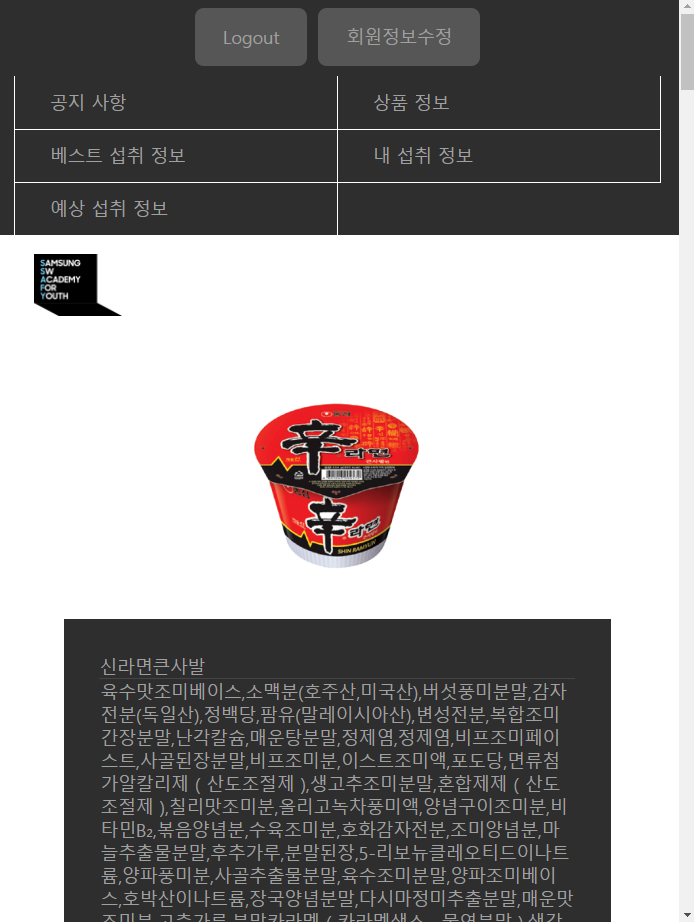 Logout
회원정보수정
공지 사항
상품 정보
베스트 섭취 정보
내 섭취 정보
예상 섭취 정보
SAMSUNG
SW
ACADEMY
FOR
YOUTH
농심
辛라면
큰사발면
농심
辛라면
SHIN RAMYUN
신라면큰사발
육수맛조미베이스,소맥분(호주산,미국산),버섯풍미분말,감자
전분(독일산),정백당,팜유(말레이시아산),변성전분,복합조미
간장분말,난각칼슘,매운탕분말,정제염,정제염,비프조미페이
스트,사골된장분말,비프조미분,이스트조미액,포도당,면류첨
가알칼리제 ( 산도조절제 ),생고추조미분말,혼합제제 ( 산도
조절제 ),칠리맛조미분,올리고녹차풍미액,양념구이조미분,비
타민B₂,볶음양념분,수육조미분,호화감자전분,조미양념분,마
늘추출물분말,후추가루,분말된장,5-리보뉴클레오티드이나트
륨,양파풍미분,사골추출물분말,육수조미분말,양파조미베이
스,호박산이나트륨,장국양념분말,다시마정미추출분말,매운맛
조미분,고춧가루,분말카라멜 ( 카라멜색소